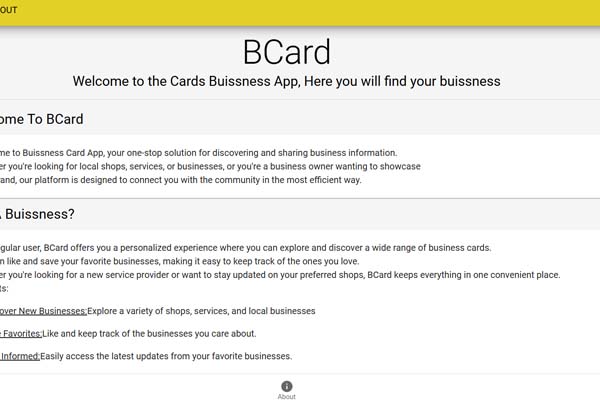 OUT
BCard
Welcome to the Cards Buissness App, Here you will find your buissness
ome To BCard
me to Buissness Card App, your one-stop solution for discovering and sharing business information.
er you're looking for local shops, services, or businesses, or you're a business owner wanting to showcase
and, our platform is designed to connect you with the community in the most efficient way.
A Buissness?
gular user, BCard offers you a personalized experience where you can explore and discover a wide range of business cards.
n like and save your favorite businesses, making it easy to keep track of the ones you love.
er you're looking for a new service provider or want to stay updated on your preferred shops, BCard keeps everything in one convenient place.
ts:
over New Businesses:Explore a variety of shops, services, and local businesses
e Favorites:Like and keep track of the businesses you care about.
Informed:Easily access the latest updates from your favorite businesses.
About